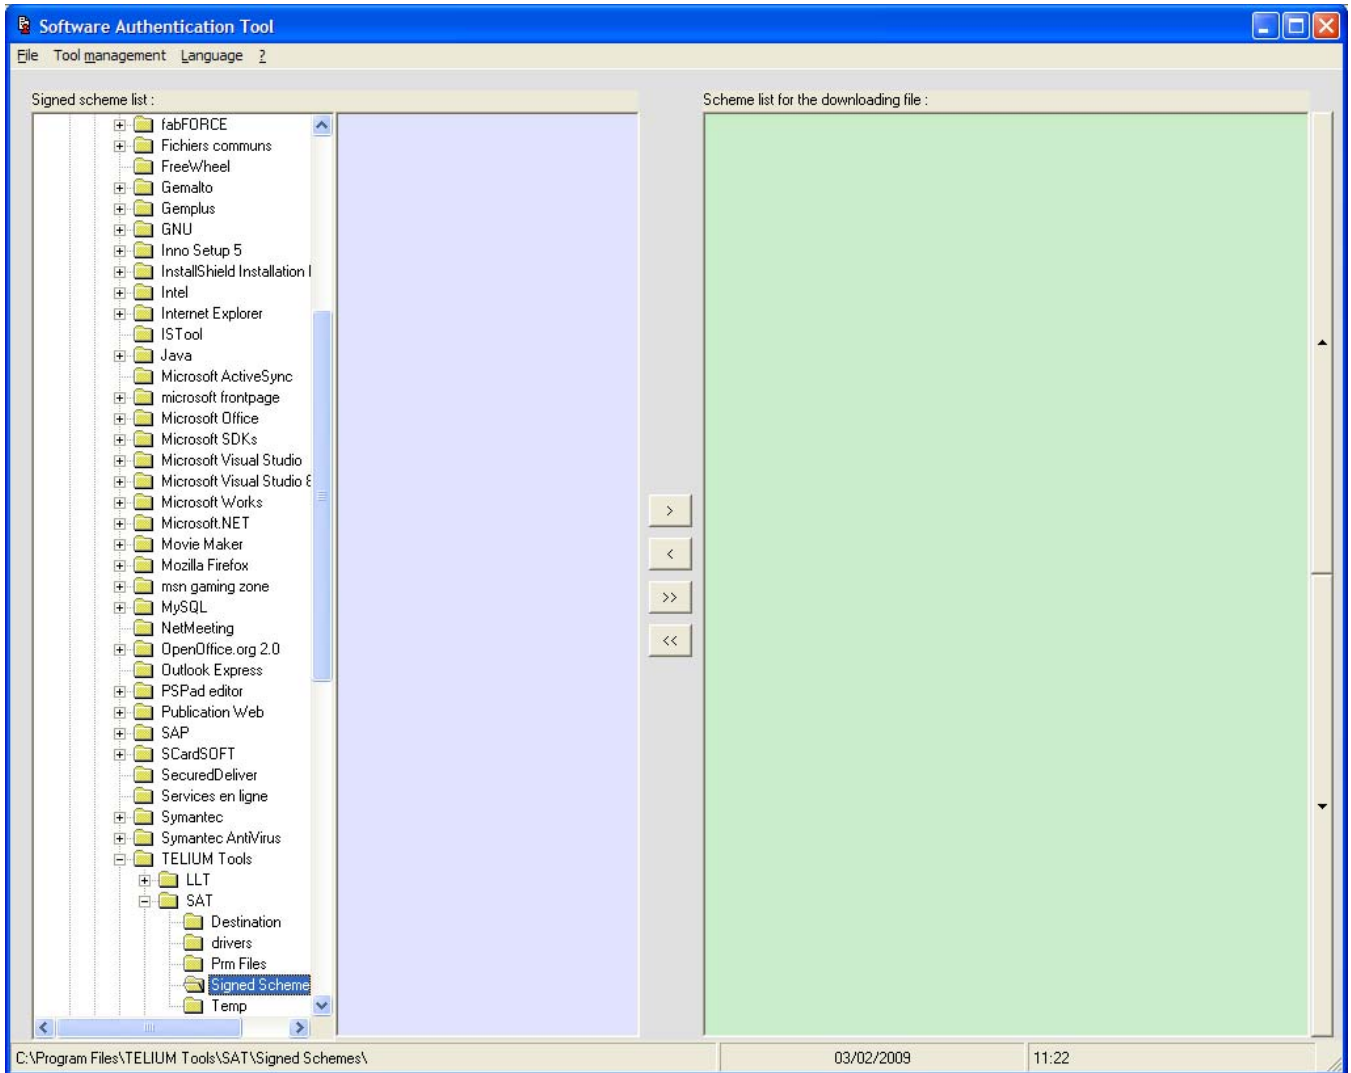 Software Authentication Tool
File Tool management Language ?
Signed scheme list :
Scheme list for the downloading file :
fabFORCE
Fichiers communs
FreeWheel
Gemalto
Gemplus
GNU
Inno Setup 5
InstallShield Installation I
Intel
Internet Explorer
ISTool
Java
Microsoft ActiveSync
microsoft frontpage
Microsoft Office
Microsoft SDKs
Microsoft Visual Studio
Microsoft Visual Studio 8
Microsoft Works
Microsoft.NET
Movie Maker
Mozilla Firefox
msn gaming zone
MySQL
NetMeeting
OpenOffice.org 2.0
Outlook Express
PSPad editor
Publication Web
SAP
SCardSOFT
SecuredDeliver
Services en ligne
Symantec
Symantec AntiVirus
TELIUM Tools
LLT
SAT
Destination
drivers
Prm Files
Signed Scheme
Temp
>
<
>>
<<
C:\Program Files\TELIUM Tools\SAT\Signed Schemes\
03/02/2009
11:22